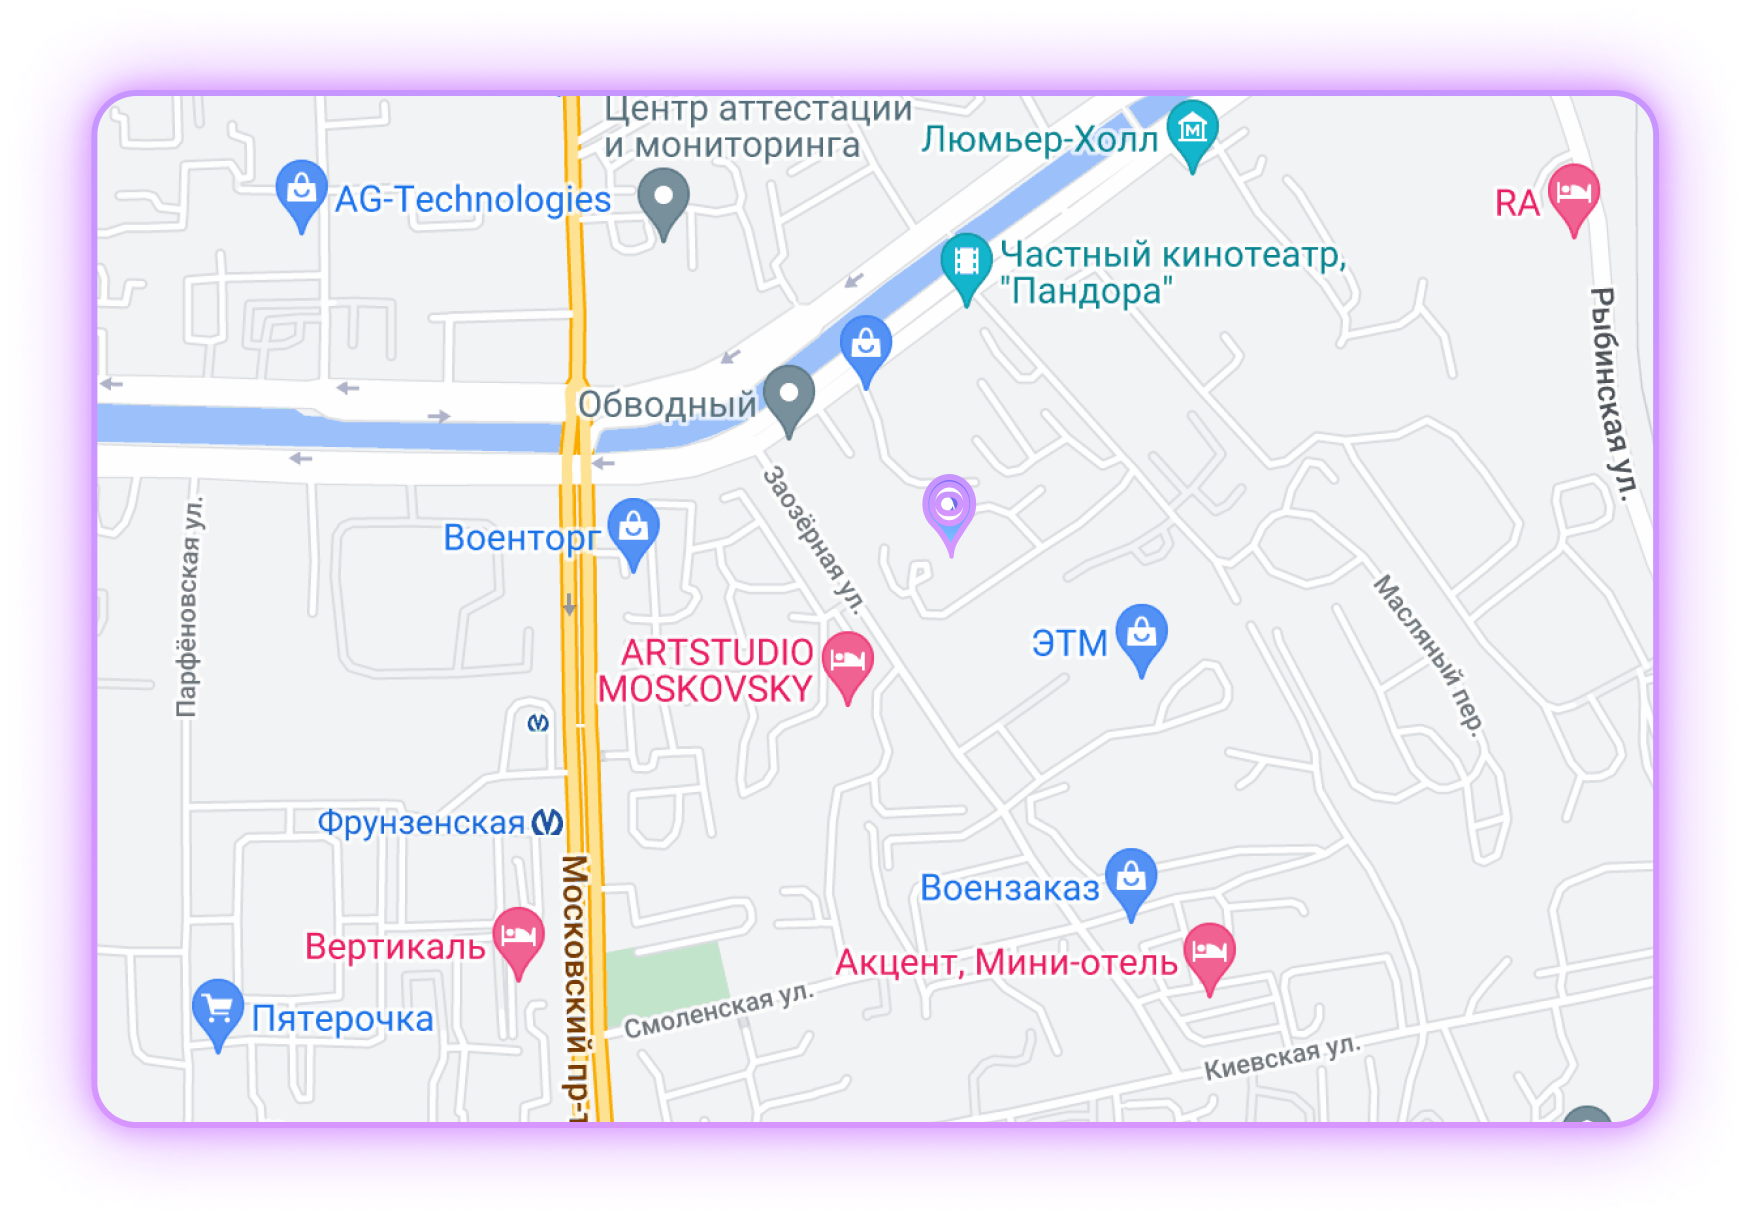 Центр аттестации
и мониторинга
Люмьер-Холл
AG-Technologies
RA
Частный кинотеатр,
"Пандора"
Рыбинская ул.
Обводный
Заозёрная ул.
Парфёновская ул.
Военторг
ARTSTUDIO
MOSKOVSKY
ЭТМ
Масляный пер.
Фрунзенская
Московский пр-т
Воензаказ
Вертикаль
Акцент, Мини-отель
Пятерочка
Смоленская ул.
Киевская ул.